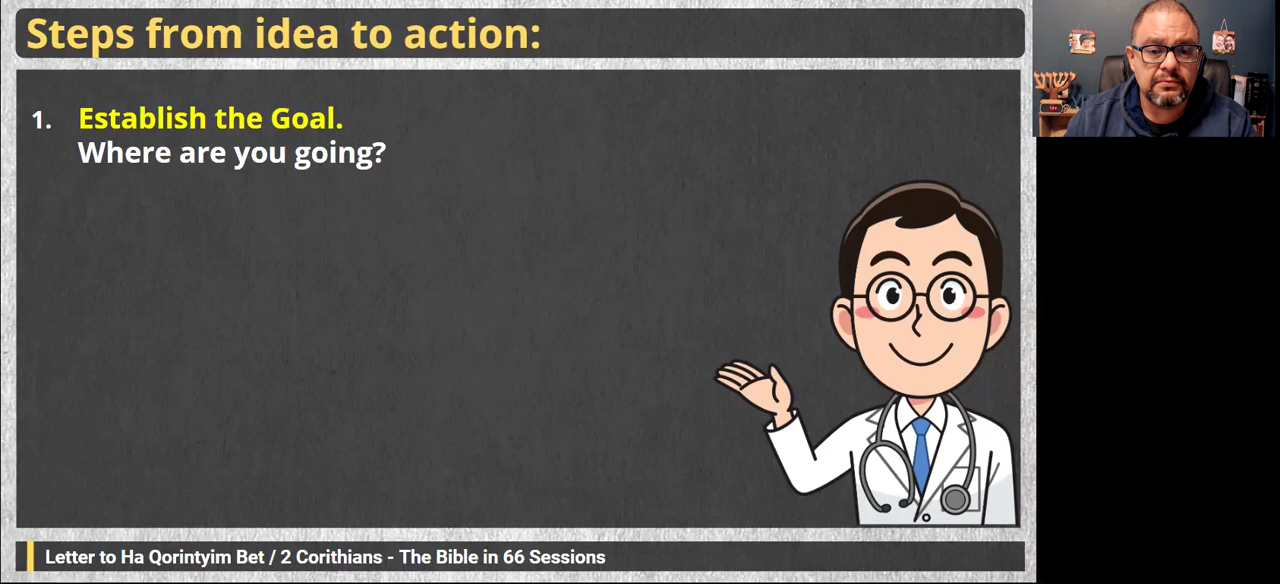 Steps from idea to action:
1. Establish the Goal.
Where are you going?
Letter to Ha Qorintyim Bet / 2 Corithians - The Bible in 66 Sessions